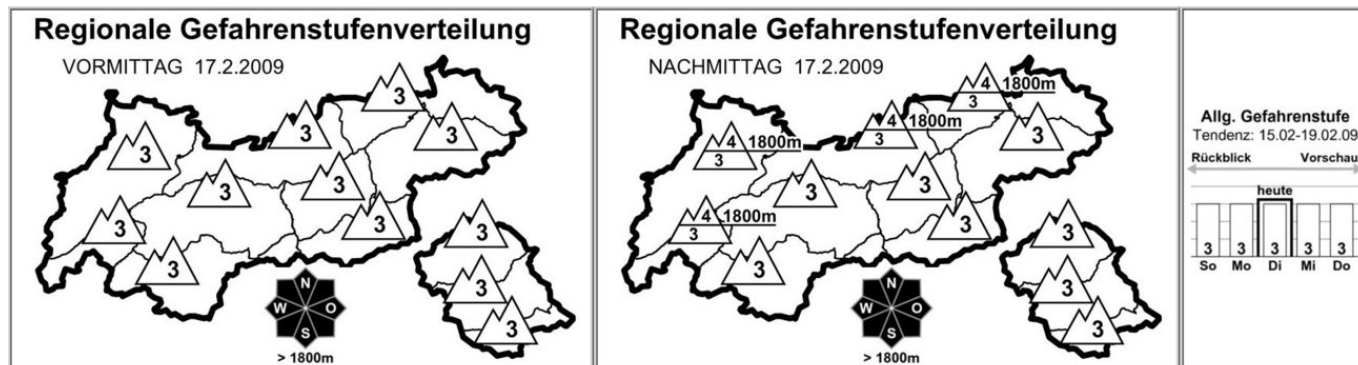 Regionale Gefahrenstufenverteilung
VORMITTAG 17.2.2009
3
3
3
3
3
3
3
3
3
3
3
3
N
W O
S
> 1800m
Regionale Gefahrenstufenverteilung
NACHMITTAG 17.2.2009
4 1800m
3
4 1800m
3
3
4 1800m
3
3
3
4 1800m
3
3
3
3
3
3
N
W O
S
> 1800m
Allg. Gefahrenstufe
Tendenz: 15.02-19.02.09
Rückblick Vorschau
heute
3 3 3 3 3
So Mo Di Mi Do